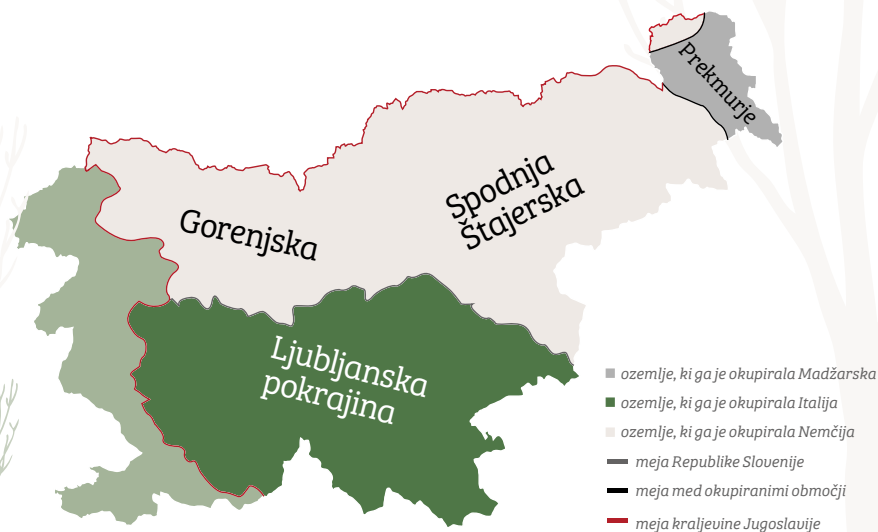 Prekmurje
Spodnja
Štajerska
Gorenjska
Ljubljanska
pokrajina
ozemlje, ki ga je okupirala Madžarska
ozemlje, ki ga je okupirala Italija
ozemlje, ki ga je okupirala Nemčija
meja Republike Slovenije
meja med okupiranimi območji
meja kraljevine Jugoslavije